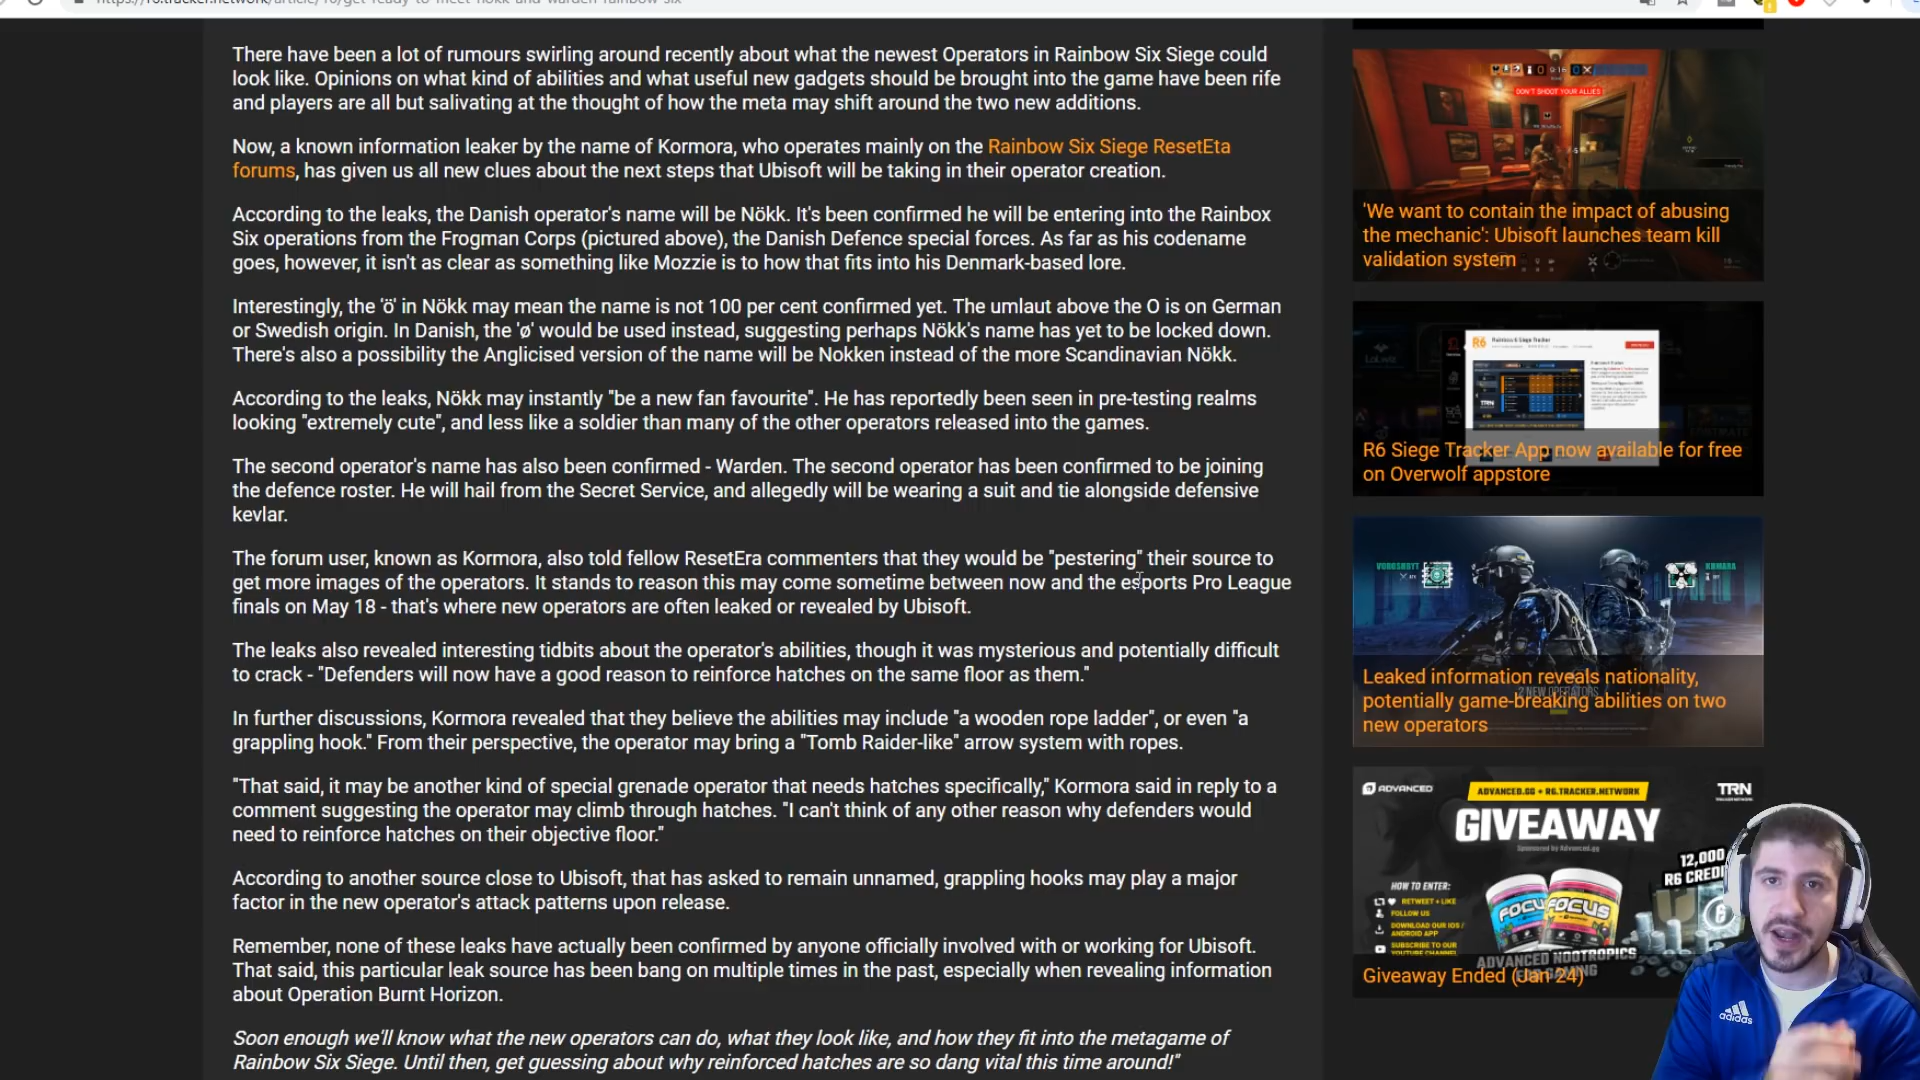 https://r6.tracker.network/article/16/get-ready-to-meet-nokk-and-warden-rainbow-six
There have been a lot of rumours swirling around recently about what the newest Operators in Rainbow Six Siege could
look like. Opinions on what kind of abilities and what useful new gadgets should be brought into the game have been rife
and players are all but salivating at the thought of how the meta may shift around the two new additions.
Now, a known information leaker by the name of Kormora, who operates mainly on the Rainbow Six Siege ResetEta
forums, has given us all new clues about the next steps that Ubisoft will be taking in their operator creation.
According to the leaks, the Danish operator's name will be Nökk. It's been confirmed he will be entering into the Rainbox
Six operations from the Frogman Corps (pictured above), the Danish Defence special forces. As far as his codename
goes, however, it isn't as clear as something like Mozzie is to how that fits into his Denmark-based lore.
Interestingly, the 'ö' in Nökk may mean the name is not 100 per cent confirmed yet. The umlaut above the O is on German
or Swedish origin. In Danish, the 'ø' would be used instead, suggesting perhaps Nökk's name has yet to be locked down.
There's also a possibility the Anglicised version of the name will be Nokken instead of the more Scandinavian Nökk.
According to the leaks, Nökk may instantly "be a new fan favourite". He has reportedly been seen in pre-testing realms
looking "extremely cute", and less like a soldier than many of the other operators released into the games.
The second operator's name has also been confirmed - Warden. The second operator has been confirmed to be joining
the defence roster. He will hail from the Secret Service, and allegedly will be wearing a suit and tie alongside defensive
kevlar.
The forum user, known as Kormora, also told fellow ResetEra commenters that they would be "pestering" their source to
get more images of the operators. It stands to reason this may come sometime between now and the esports Pro League
finals on May 18 - that's where new operators are often leaked or revealed by Ubisoft.
The leaks also revealed interesting tidbits about the operator's abilities, though it was mysterious and potentially difficult
to crack - "Defenders will now have a good reason to reinforce hatches on the same floor as them."
In further discussions, Kormora revealed that they believe the abilities may include "a wooden rope ladder", or even "a
grappling hook." From their perspective, the operator may bring a "Tomb Raider-like" arrow system with ropes.
"That said, it may be another kind of special grenade operator that needs hatches specifically," Kormora said in reply to a
comment suggesting the operator may climb through hatches. "I can't think of any other reason why defenders would
need to reinforce hatches on their objective floor."
According to another source close to Ubisoft, that has asked to remain unnamed, grappling hooks may play a major
factor in the new operator's attack patterns upon release.
Remember, none of these leaks have actually been confirmed by anyone officially involved with or working for Ubisoft.
That said, this particular leak source has been bang on multiple times in the past, especially when revealing information
about Operation Burnt Horizon.
Soon enough we'll know what the new operators can do, what they look like, and how they fit into the metagame of
Rainbow Six Siege. Until then, get guessing about why reinforced hatches are so dang vital this time around!"
0 9:16 0
DON'T SHOOT YOUR ALLIES
'We want to contain the impact of abusing
the mechanic': Ubisoft launches team kill
validation system
R6 Rainbow 6 Siege Tracker
TRN
R6 Siege Tracker App now available for free
on Overwolf appstore
2 NEW OPERATORS
Leaked information reveals nationality,
potentially game-breaking abilities on two
new operators
ADVANCED
ADVANCED.GG + R6.TRACKER.NETWORK
TRN
GIVEAWAY
Sponsored by Advanced.gg
12,000
R6 CREDI
HOW TO ENTER:
RETWEET + LIKE
FOLLOW US
DOWNLOAD OUR IOS /
ANDROID APP
SUBSCRIBE TO OUR
YOUTUBE CHANNEL
FOCU
FOCUS
ADVANCED NOOTROPICS
FOR GAMING
Giveaway Ended (Jan 24)
adidas